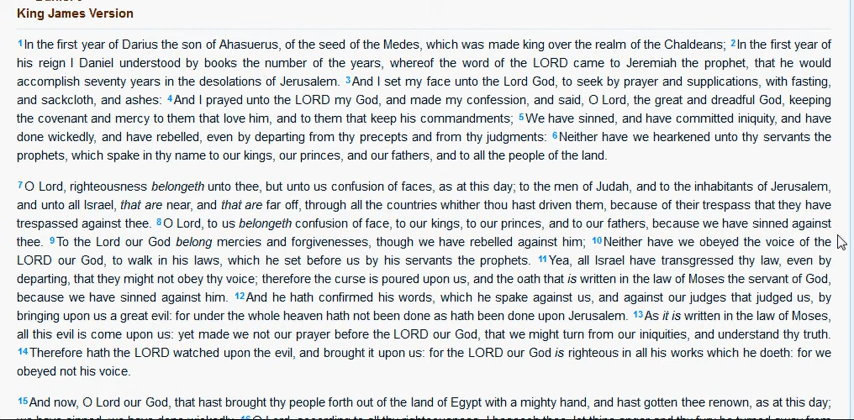 King James Version
1In the first year of Darius the son of Ahasuerus, of the seed of the Medes, which was made king over the realm of the Chaldeans; 2In the first year of
his reign I Daniel understood by books the number of the years, whereof the word of the LORD came to Jeremiah the prophet, that he would
accomplish seventy years in the desolations of Jerusalem. 3And I set my face unto the Lord God, to seek by prayer and supplications, with fasting,
and sackcloth, and ashes: 4And I prayed unto the LORD my God, and made my confession, and said, O Lord, the great and dreadful God, keeping
the covenant and mercy to them that love him, and to them that keep his commandments; 5We have sinned, and have committed iniquity, and have
done wickedly, and have rebelled, even by departing from thy precepts and from thy judgments: 6Neither have we hearkened unto thy servants the
prophets, which spake in thy name to our kings, our princes, and our fathers, and to all the people of the land.
7O Lord, righteousness belongeth unto thee, but unto us confusion of faces, as at this day; to the men of Judah, and to the inhabitants of Jerusalem,
and unto all Israel, that are near, and that are far off, through all the countries whither thou hast driven them, because of their trespass that they have
trespassed against thee. 8O Lord, to us belongeth confusion of face, to our kings, to our princes, and to our fathers, because we have sinned against
thee. 9To the Lord our God belong mercies and forgivenesses, though we have rebelled against him; 10Neither have we obeyed the voice of the
LORD our God, to walk in his laws, which he set before us by his servants the prophets. 11Yea, all Israel have transgressed thy law, even by
departing, that they might not obey thy voice; therefore the curse is poured upon us, and the oath that is written in the law of Moses the servant of God,
because we have sinned against him. 12And he hath confirmed his words, which he spake against us, and against our judges that judged us, by
bringing upon us a great evil: for under the whole heaven hath not been done as hath been done upon Jerusalem. 13As it is written in the law of Moses,
all this evil is come upon us: yet made we not our prayer before the LORD our God, that we might turn from our iniquities, and understand thy truth.
14Therefore hath the LORD watched upon the evil, and brought it upon us: for the LORD our God is righteous in all his works which he doeth: for we
obeyed not his voice.
15And now, O Lord our God, that hast brought thy people forth out of the land of Egypt with a mighty hand, and hast gotten thee renown, as at this day;